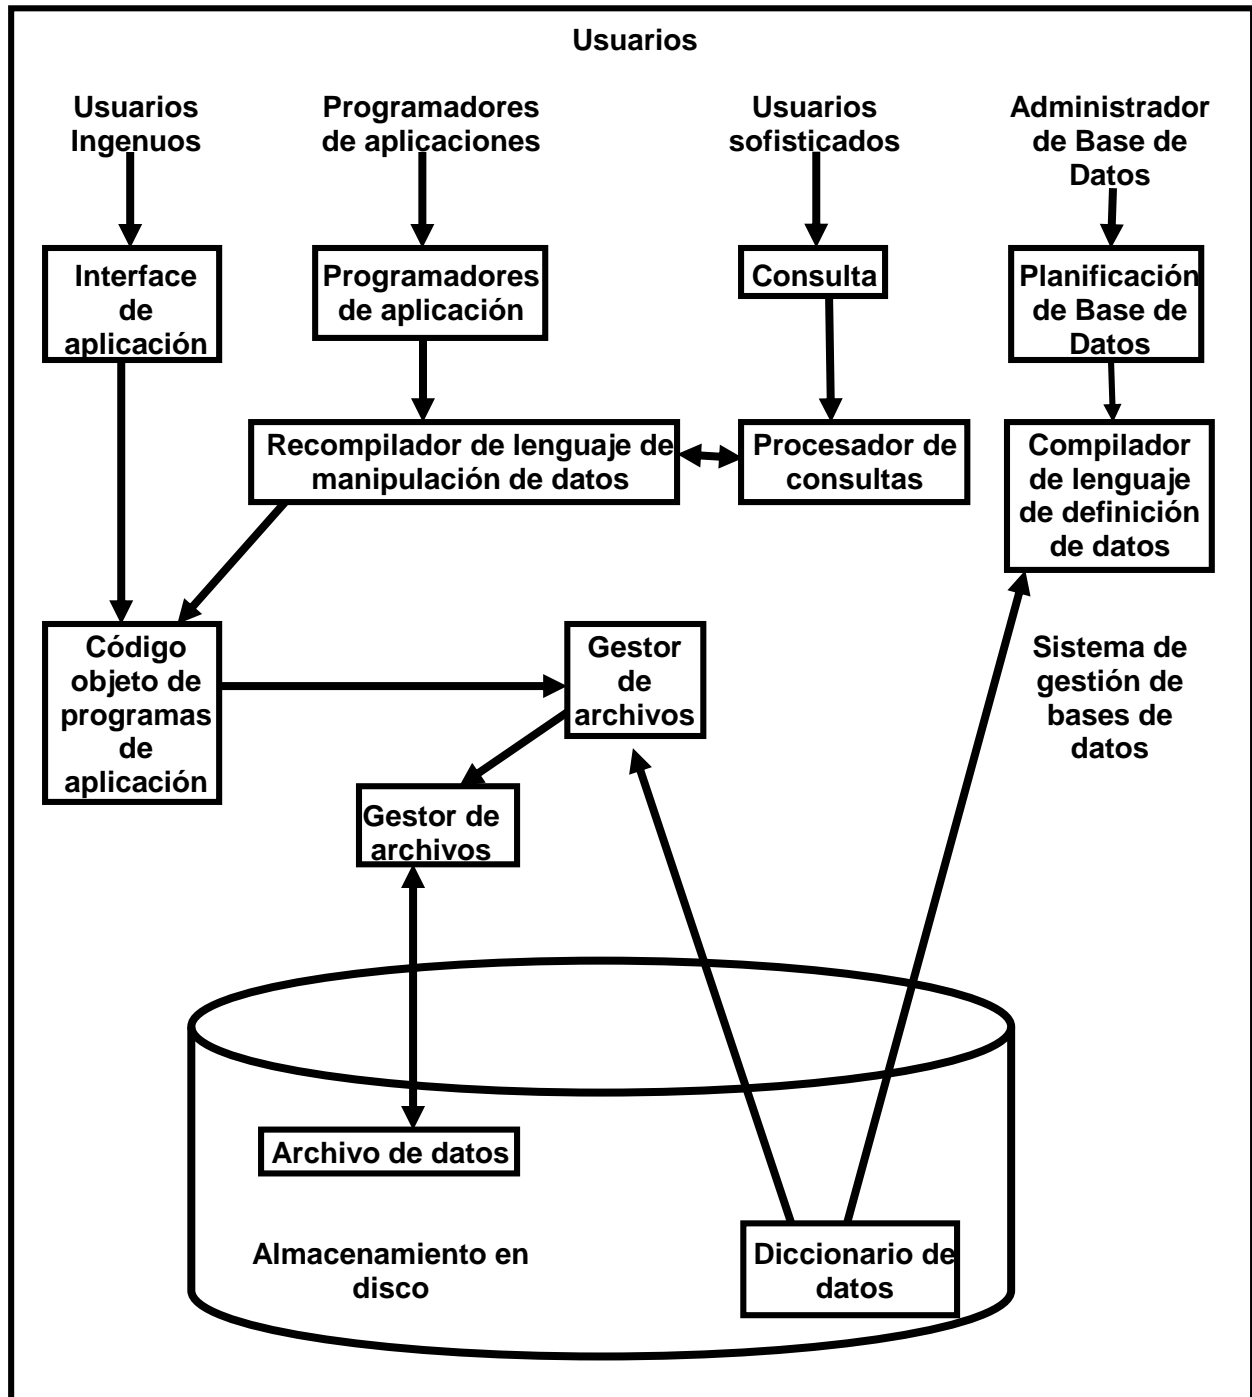 Usuarios
Usuarios
Ingenuos
Programadores
de aplicaciones
Usuarios
sofisticados
Administrador
de Base de
Datos
Interface
de
aplicación
Programadores
de aplicación
Consulta
Planificación
de Base de
Datos
Recompilador de lenguaje de
manipulación de datos
Procesador de
consultas
Compilador
de lenguaje
de definición
de datos
Código
objeto de
programas
de
aplicación
Gestor
de
archivos
Sistema de
gestión de
bases de
datos
Gestor de
archivos
Archivo de datos
Almacenamiento en
disco
Diccionario de
datos